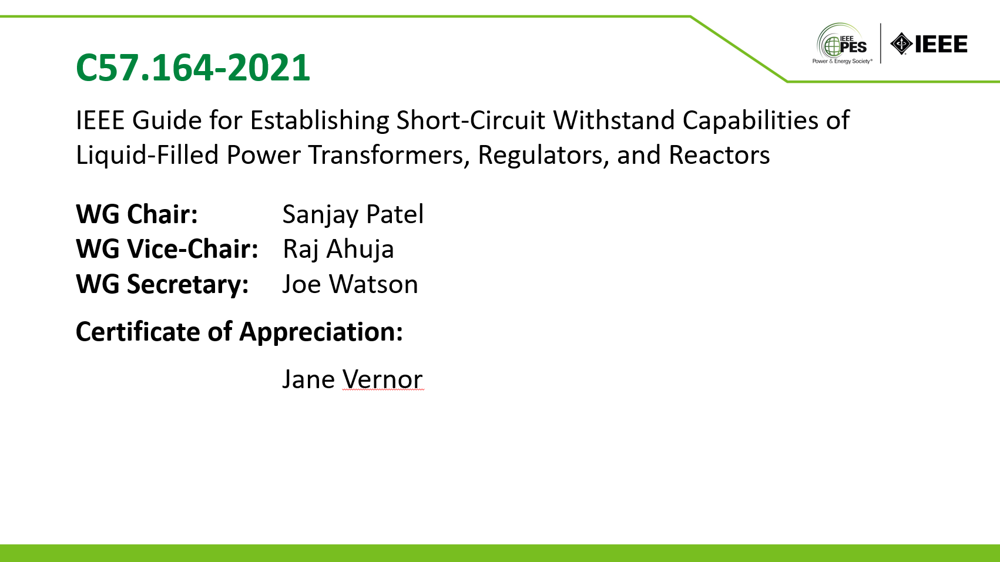 IEEE
PES
Power & Energy Society®
IEEE
C57.164-2021
IEEE Guide for Establishing Short-Circuit Withstand Capabilities of
Liquid-Filled Power Transformers, Regulators, and Reactors
WG Chair: Sanjay Patel
WG Vice-Chair: Raj Ahuja
WG Secretary: Joe Watson
Certificate of Appreciation:
Jane Vernor